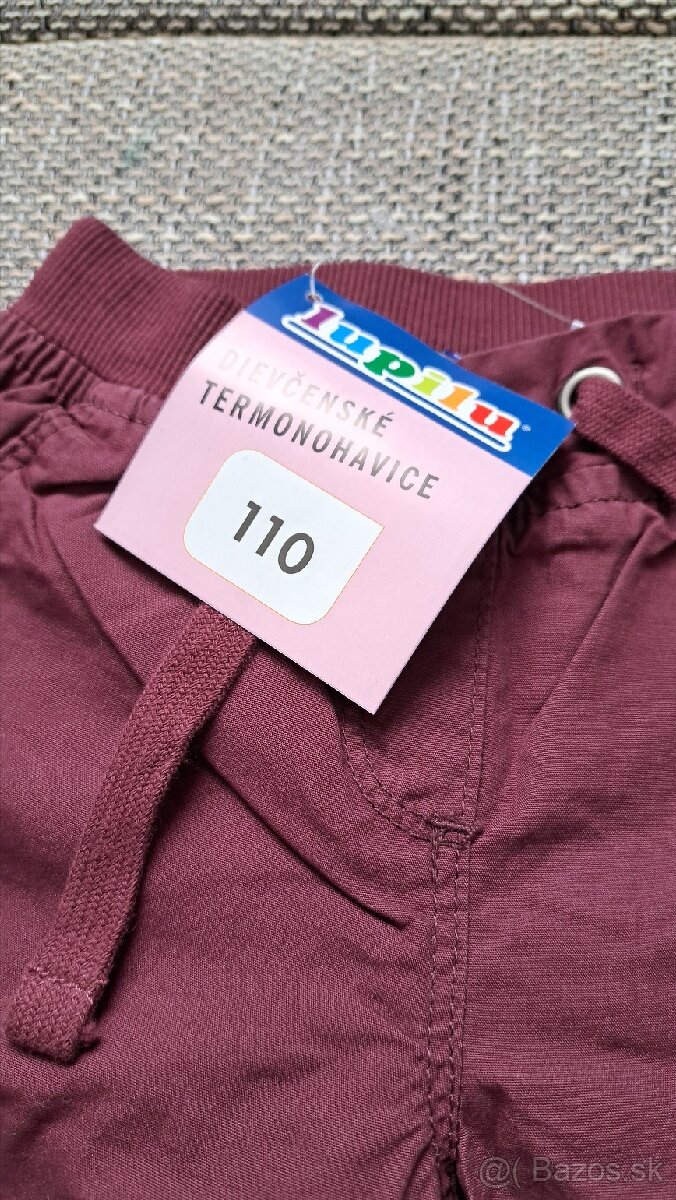 lupilu®
DIEVČENSKÉ
TERMONOHAVICE
110
@( Bazos.sk